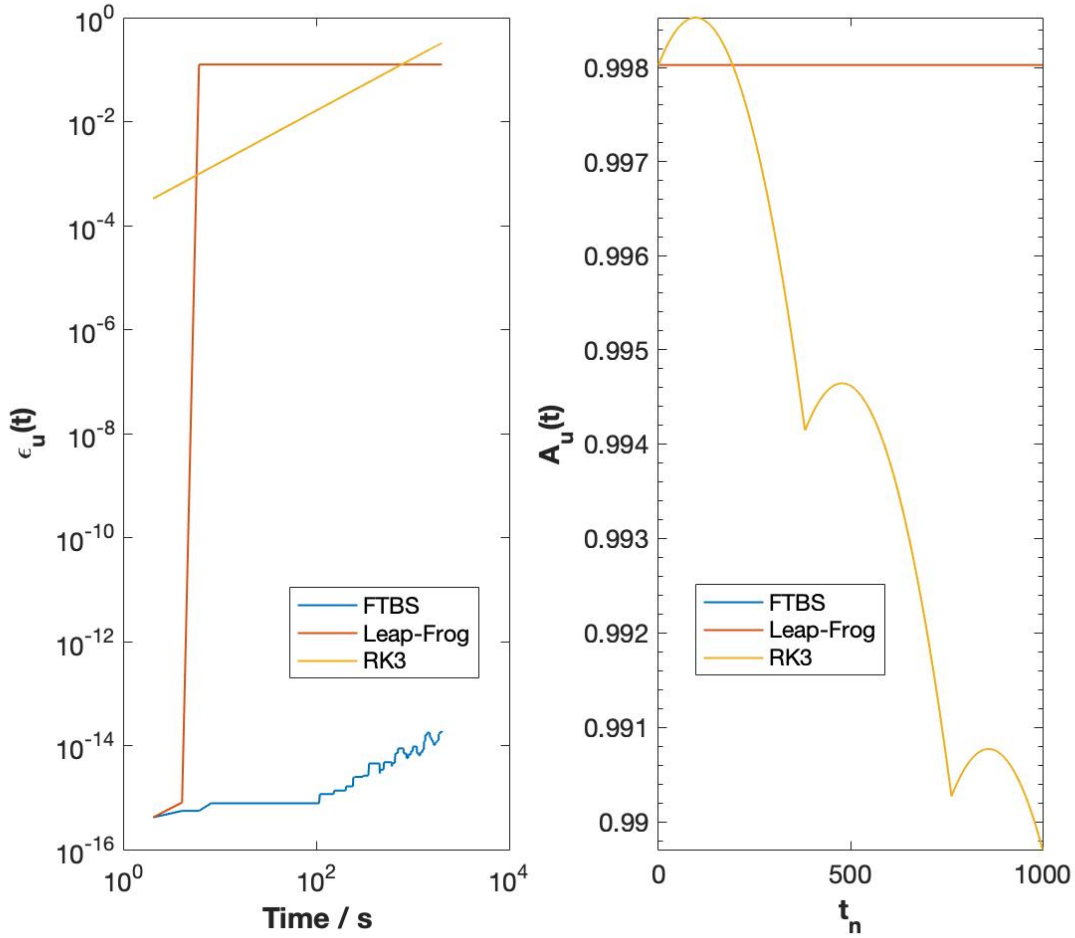 10^0
10^-2
10^-4
10^-6
10^-8
10^-10
10^-12
10^-14
10^-16
ϵ_u(t)
FTBS
Leap-Frog
RK3
10^0
10^2
10^4
Time / s
0.998
0.997
0.996
0.995
0.994
0.993
0.992
0.991
0.99
A_u(t)
FTBS
Leap-Frog
RK3
0
500
1000
t_n